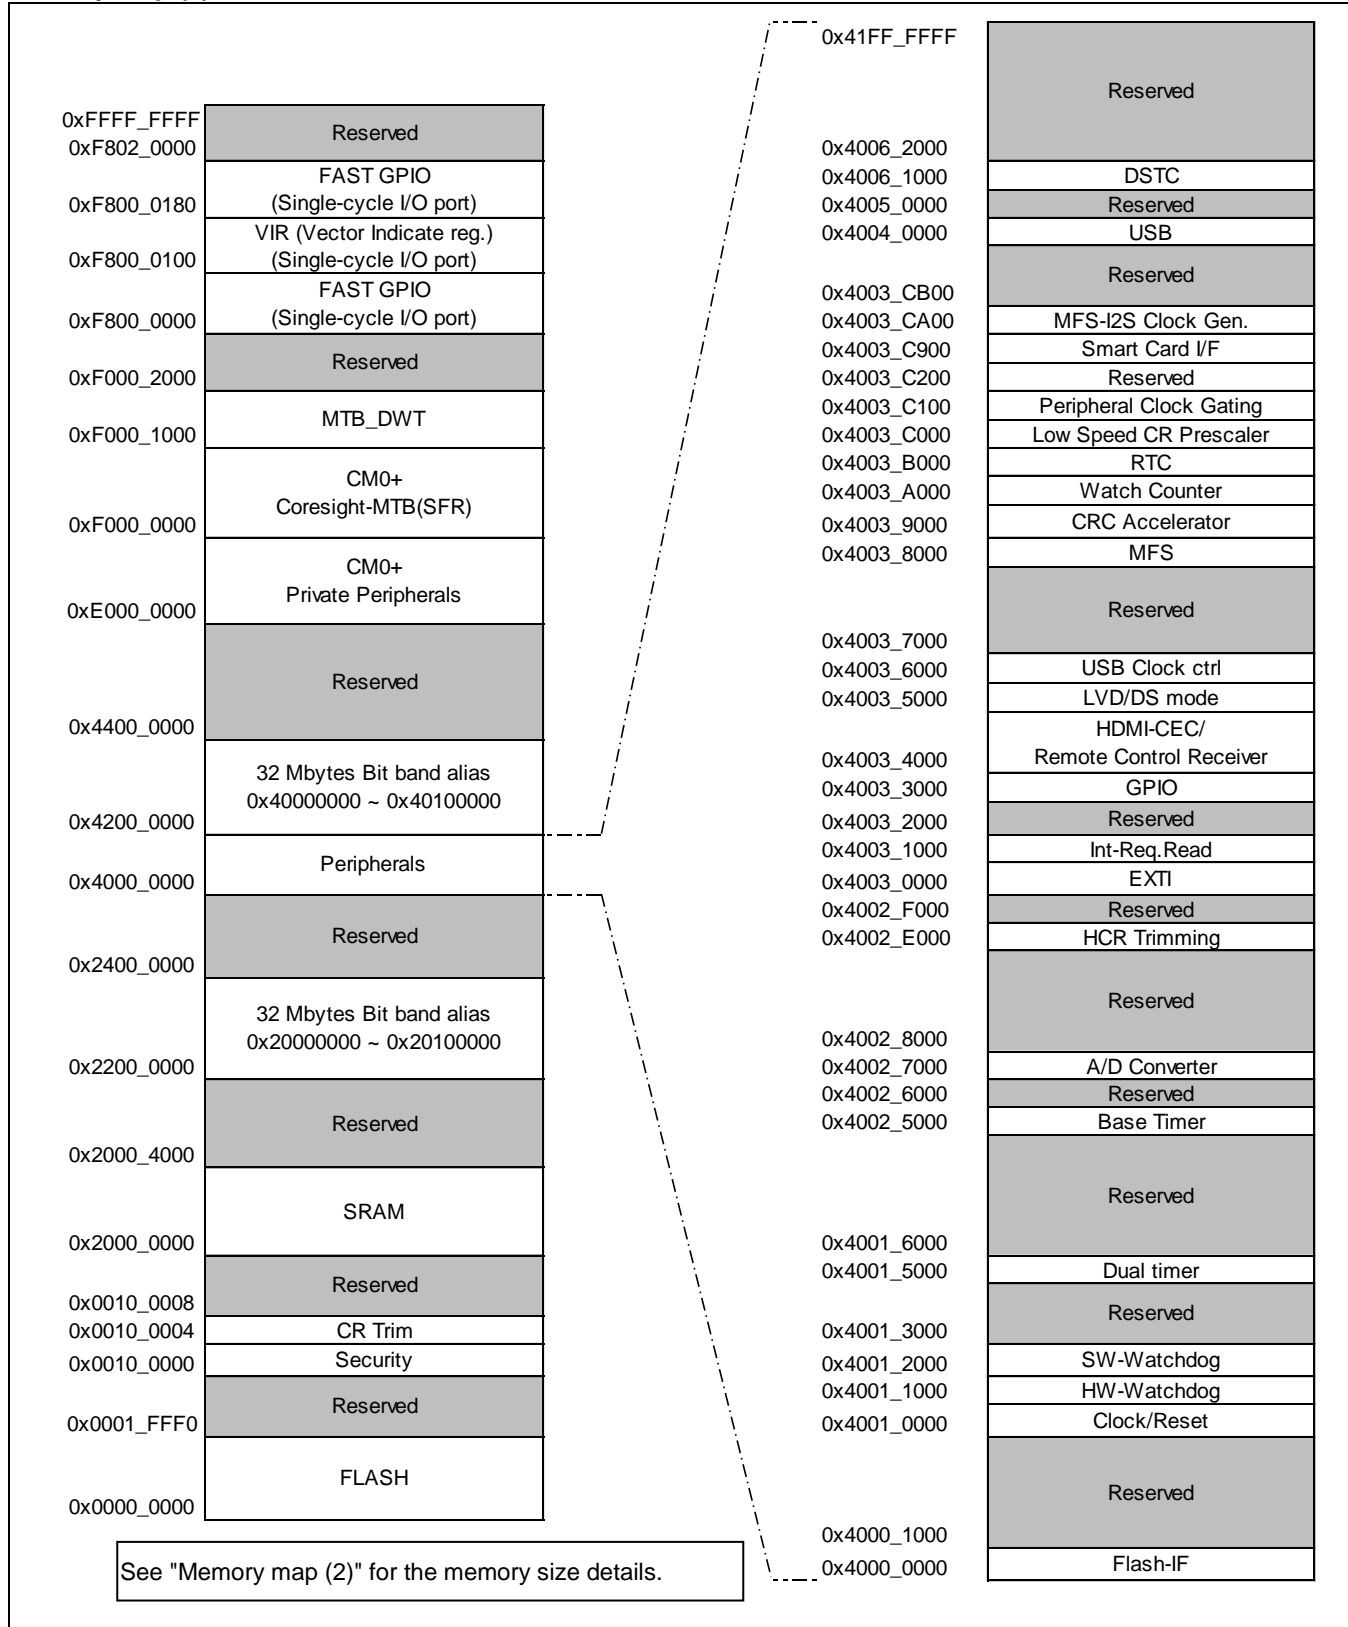 0xFFFF_FFFF
Reserved
0xF802_0000
FAST GPIO
0xF800_0180
(Single-cycle I/O port)
VIR (Vector Indicate reg.)
0xF800_0100
(Single-cycle I/O port)
FAST GPIO
0xF800_0000
(Single-cycle I/O port)
Reserved
0xF000_2000
MTB_DWT
0xF000_1000
CM0+
Coresight-MTB(SFR)
0xF000_0000
CM0+
Private Peripherals
0xE000_0000
Reserved
0x4400_0000
32 Mbytes Bit band alias
0x40000000 ~ 0x40100000
0x4200_0000
Peripherals
0x4000_0000
Reserved
0x2400_0000
32 Mbytes Bit band alias
0x20000000 ~ 0x20100000
0x2200_0000
Reserved
0x2000_4000
SRAM
0x2000_0000
Reserved
0x0010_0008
0x0010_0004 CR Trim
0x0010_0000 Security
Reserved
0x0001_FFF0
FLASH
0x0000_0000
See "Memory map (2)" for the memory size details.
0x41FF_FFFF
Reserved
0x4006_2000
0x4006_1000 DSTC
0x4005_0000 Reserved
0x4004_0000 USB
Reserved
0x4003_CB00
0x4003_CA00 MFS-I2S Clock Gen.
0x4003_C900 Smart Card I/F
0x4003_C200 Reserved
0x4003_C100 Peripheral Clock Gating
0x4003_C000 Low Speed CR Prescaler
0x4003_B000 RTC
0x4003_A000 Watch Counter
0x4003_9000 CRC Accelerator
0x4003_8000 MFS
Reserved
0x4003_7000
0x4003_6000 USB Clock ctrl
0x4003_5000 LVD/DS mode
HDMI-CEC/
0x4003_4000 Remote Control Receiver
0x4003_3000 GPIO
0x4003_2000 Reserved
0x4003_1000 Int-Req.Read
0x4003_0000 EXTI
0x4002_F000 Reserved
0x4002_E000 HCR Trimming
Reserved
0x4002_8000
0x4002_7000 A/D Converter
0x4002_6000 Reserved
0x4002_5000 Base Timer
Reserved
0x4001_6000
0x4001_5000 Dual timer
Reserved
0x4001_3000
0x4001_2000 SW-Watchdog
0x4001_1000 HW-Watchdog
0x4001_0000 Clock/Reset
Reserved
0x4000_1000
0x4000_0000 Flash-IF